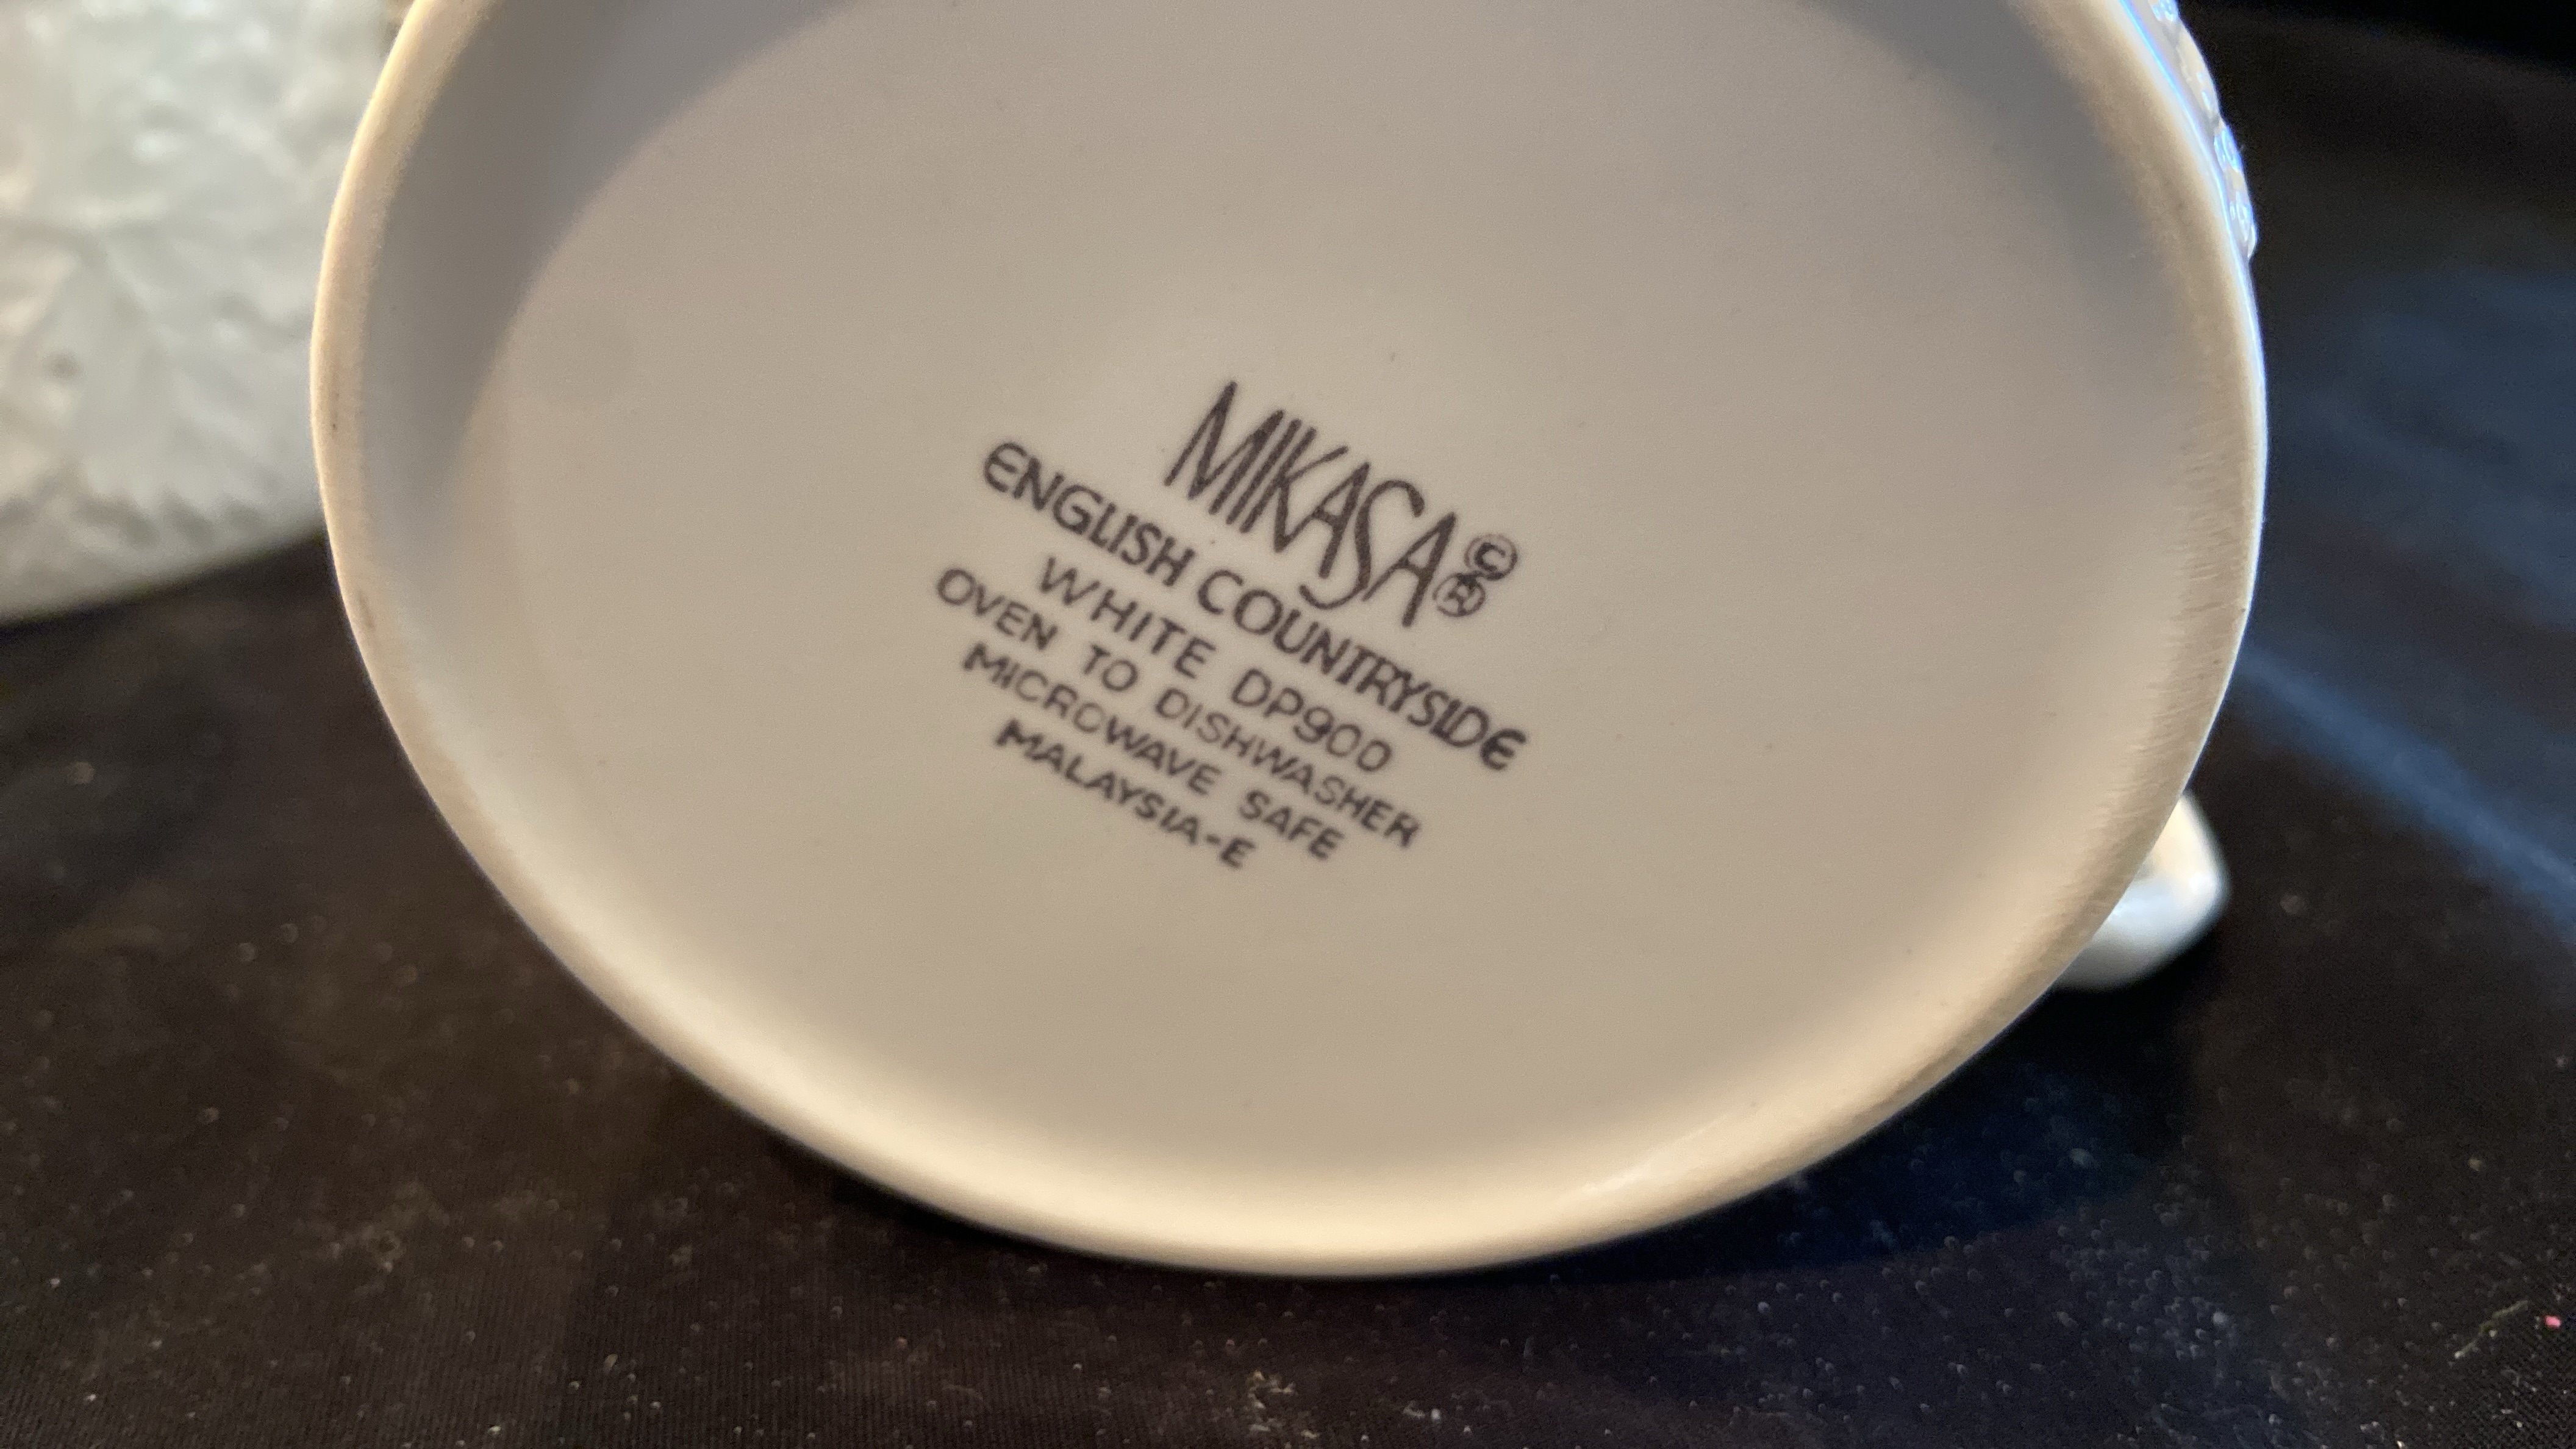 MIKASA©®
ENGLISH COUNTRYSIDE
WHITE DP900
OVEN TO DISHWASHER
MICROWAVE SAFE
MALAYSIA-E